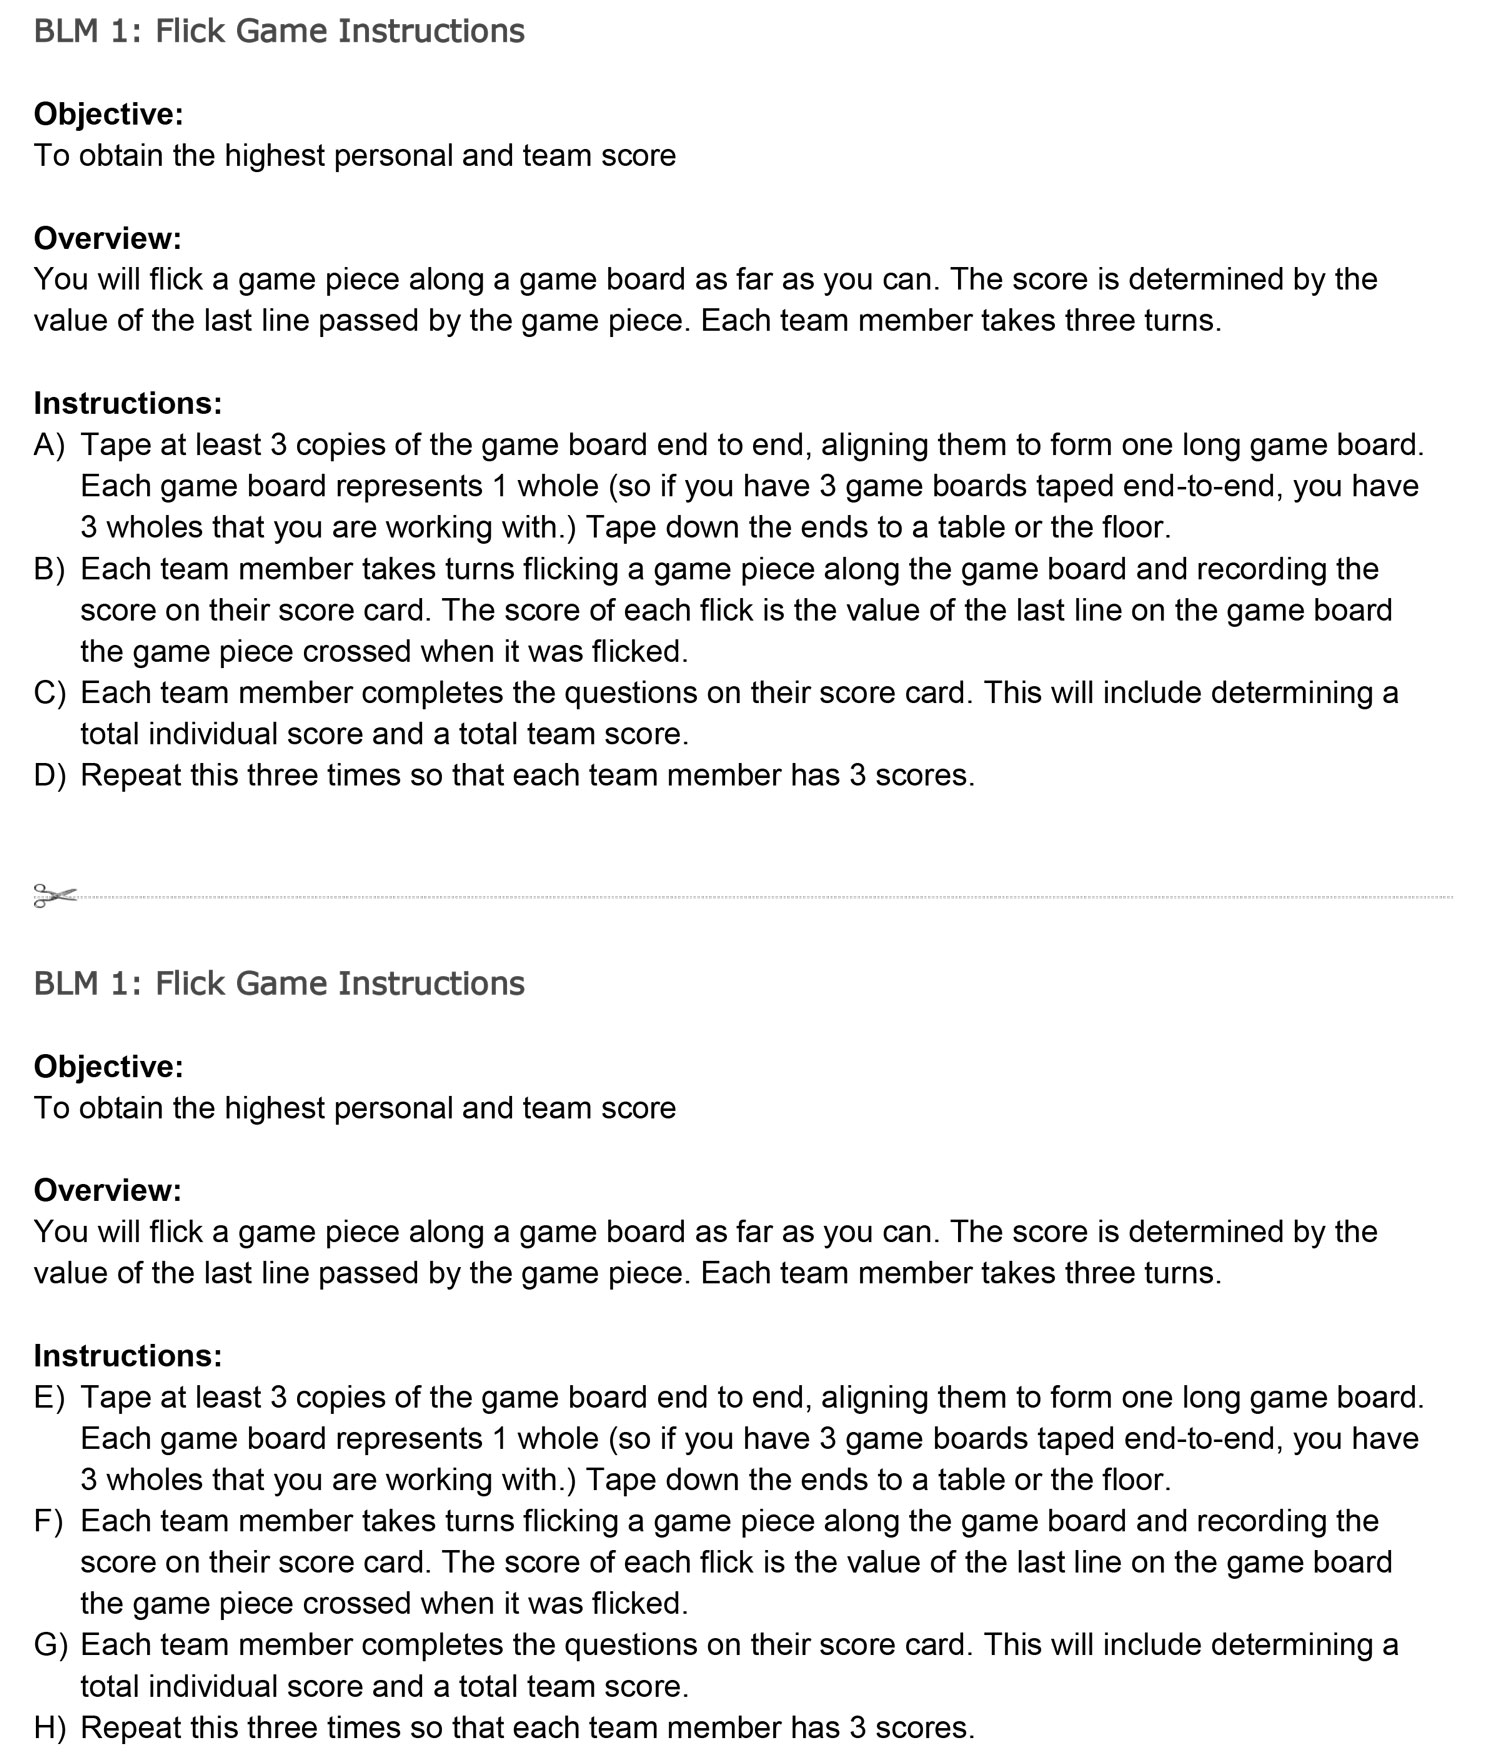 BLM 1: Flick Game Instructions
Objective:
To obtain the highest personal and team score
Overview:
You will flick a game piece along a game board as far as you can. The score is determined by the
value of the last line passed by the game piece. Each team member takes three turns.
Instructions:
A) Tape at least 3 copies of the game board end to end, aligning them to form one long game board.
Each game board represents 1 whole (so if you have 3 game boards taped end-to-end, you have
3 wholes that you are working with.) Tape down the ends to a table or the floor.
B) Each team member takes turns flicking a game piece along the game board and recording the
score on their score card. The score of each flick is the value of the last line on the game board
the game piece crossed when it was flicked.
C) Each team member completes the questions on their score card. This will include determining a
total individual score and a total team score.
D) Repeat this three times so that each team member has 3 scores.
BLM 1: Flick Game Instructions
Objective:
To obtain the highest personal and team score
Overview:
You will flick a game piece along a game board as far as you can. The score is determined by the
value of the last line passed by the game piece. Each team member takes three turns.
Instructions:
E) Tape at least 3 copies of the game board end to end, aligning them to form one long game board.
Each game board represents 1 whole (so if you have 3 game boards taped end-to-end, you have
3 wholes that you are working with.) Tape down the ends to a table or the floor.
F) Each team member takes turns flicking a game piece along the game board and recording the
score on their score card. The score of each flick is the value of the last line on the game board
the game piece crossed when it was flicked.
G) Each team member completes the questions on their score card. This will include determining a
total individual score and a total team score.
H) Repeat this three times so that each team member has 3 scores.